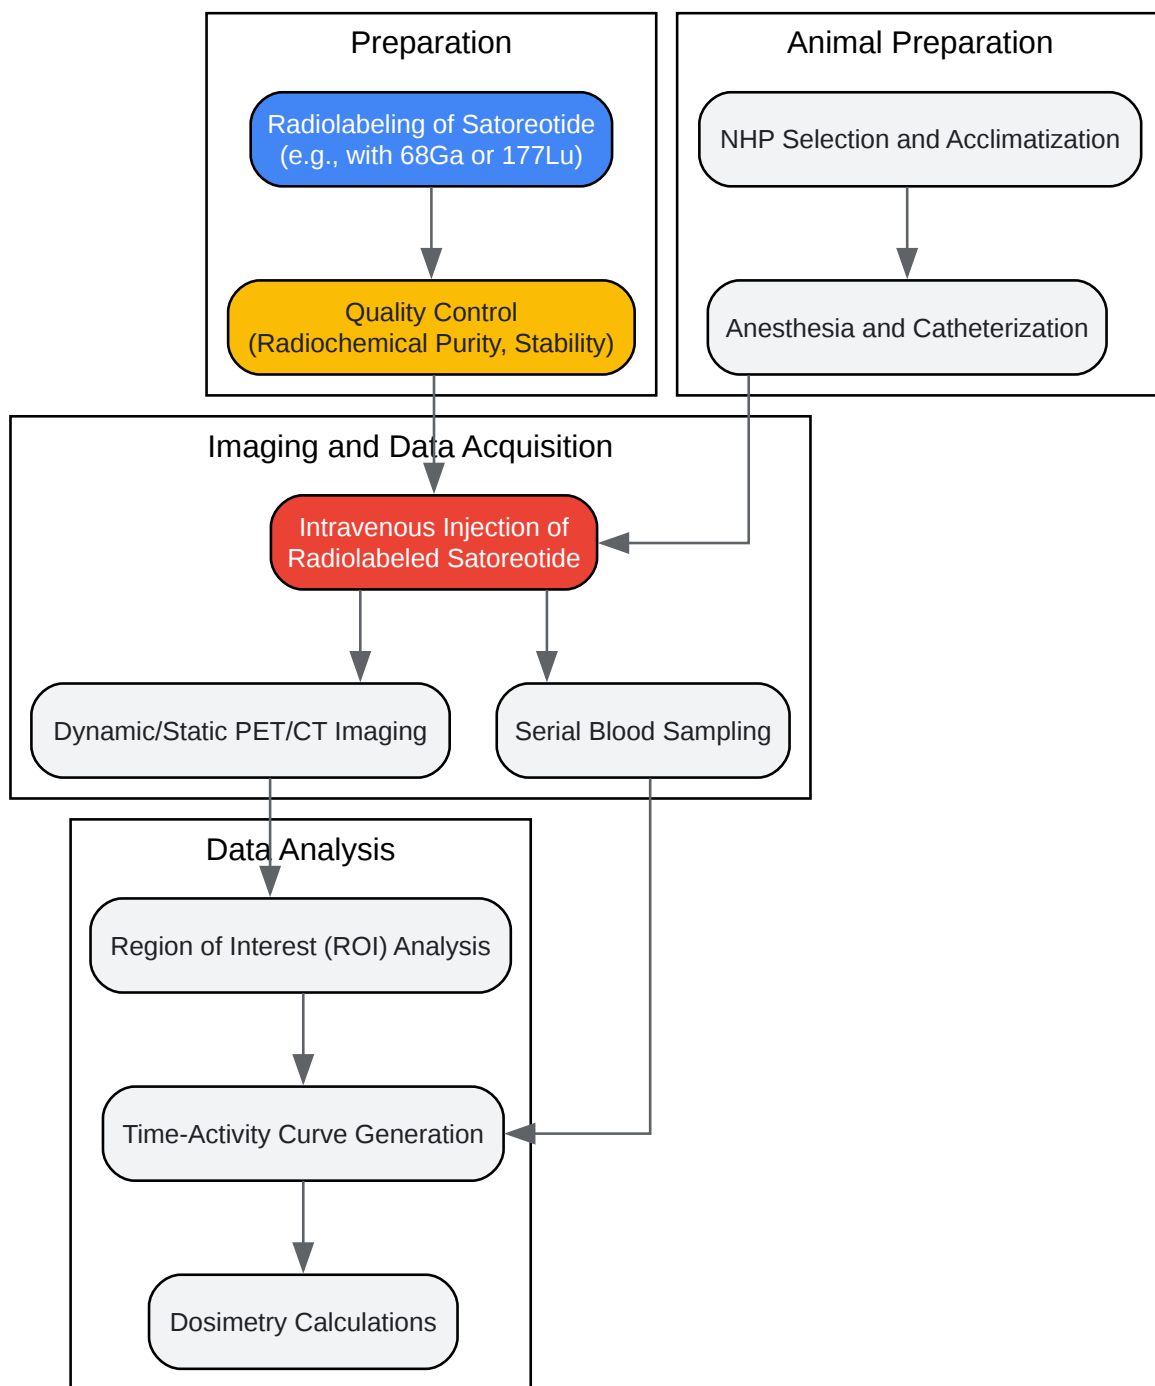 Preparation
Radiolabeling of Satoreotide
(e.g., with 68Ga or 177Lu)
Quality Control
(Radiochemical Purity, Stability)
Animal Preparation
NHP Selection and Acclimatization
Anesthesia and Catheterization
Imaging and Data Acquisition
Intravenous Injection of
Radiolabeled Satoreotide
Dynamic/Static PET/CT Imaging
Serial Blood Sampling
Data Analysis
Region of Interest (ROI) Analysis
Time-Activity Curve Generation
Dosimetry Calculations